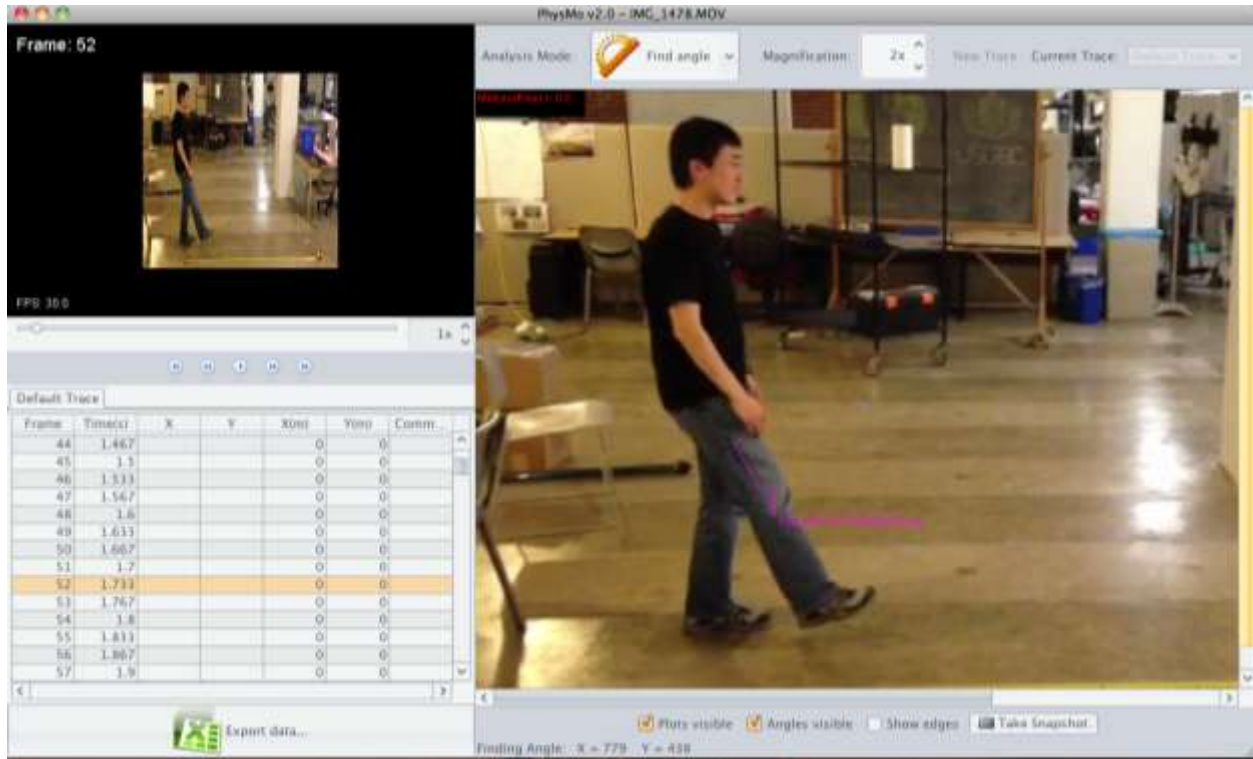 PhysMo v2.0 – IMG_1478.MOV
Frame: 52
FPS: 30.0
1x
Analysis Mode: Find angle Magnification: 2x New Trace Current Trace:
Default Trace
Frame Time(s) X Y X(m) Y(m) Comm
44 1.467 0 0
45 1.5 0 0
46 1.533 0 0
47 1.567 0 0
48 1.6 0 0
49 1.633 0 0
50 1.667 0 0
51 1.7 0 0
52 1.733 0 0
53 1.767 0 0
54 1.8 0 0
55 1.833 0 0
56 1.867 0 0
57 1.9 0 0
Export data...
USGBC
Plots visible Angles visible Show edges Take Snapshot
Finding Angle: X = 779 Y = 438